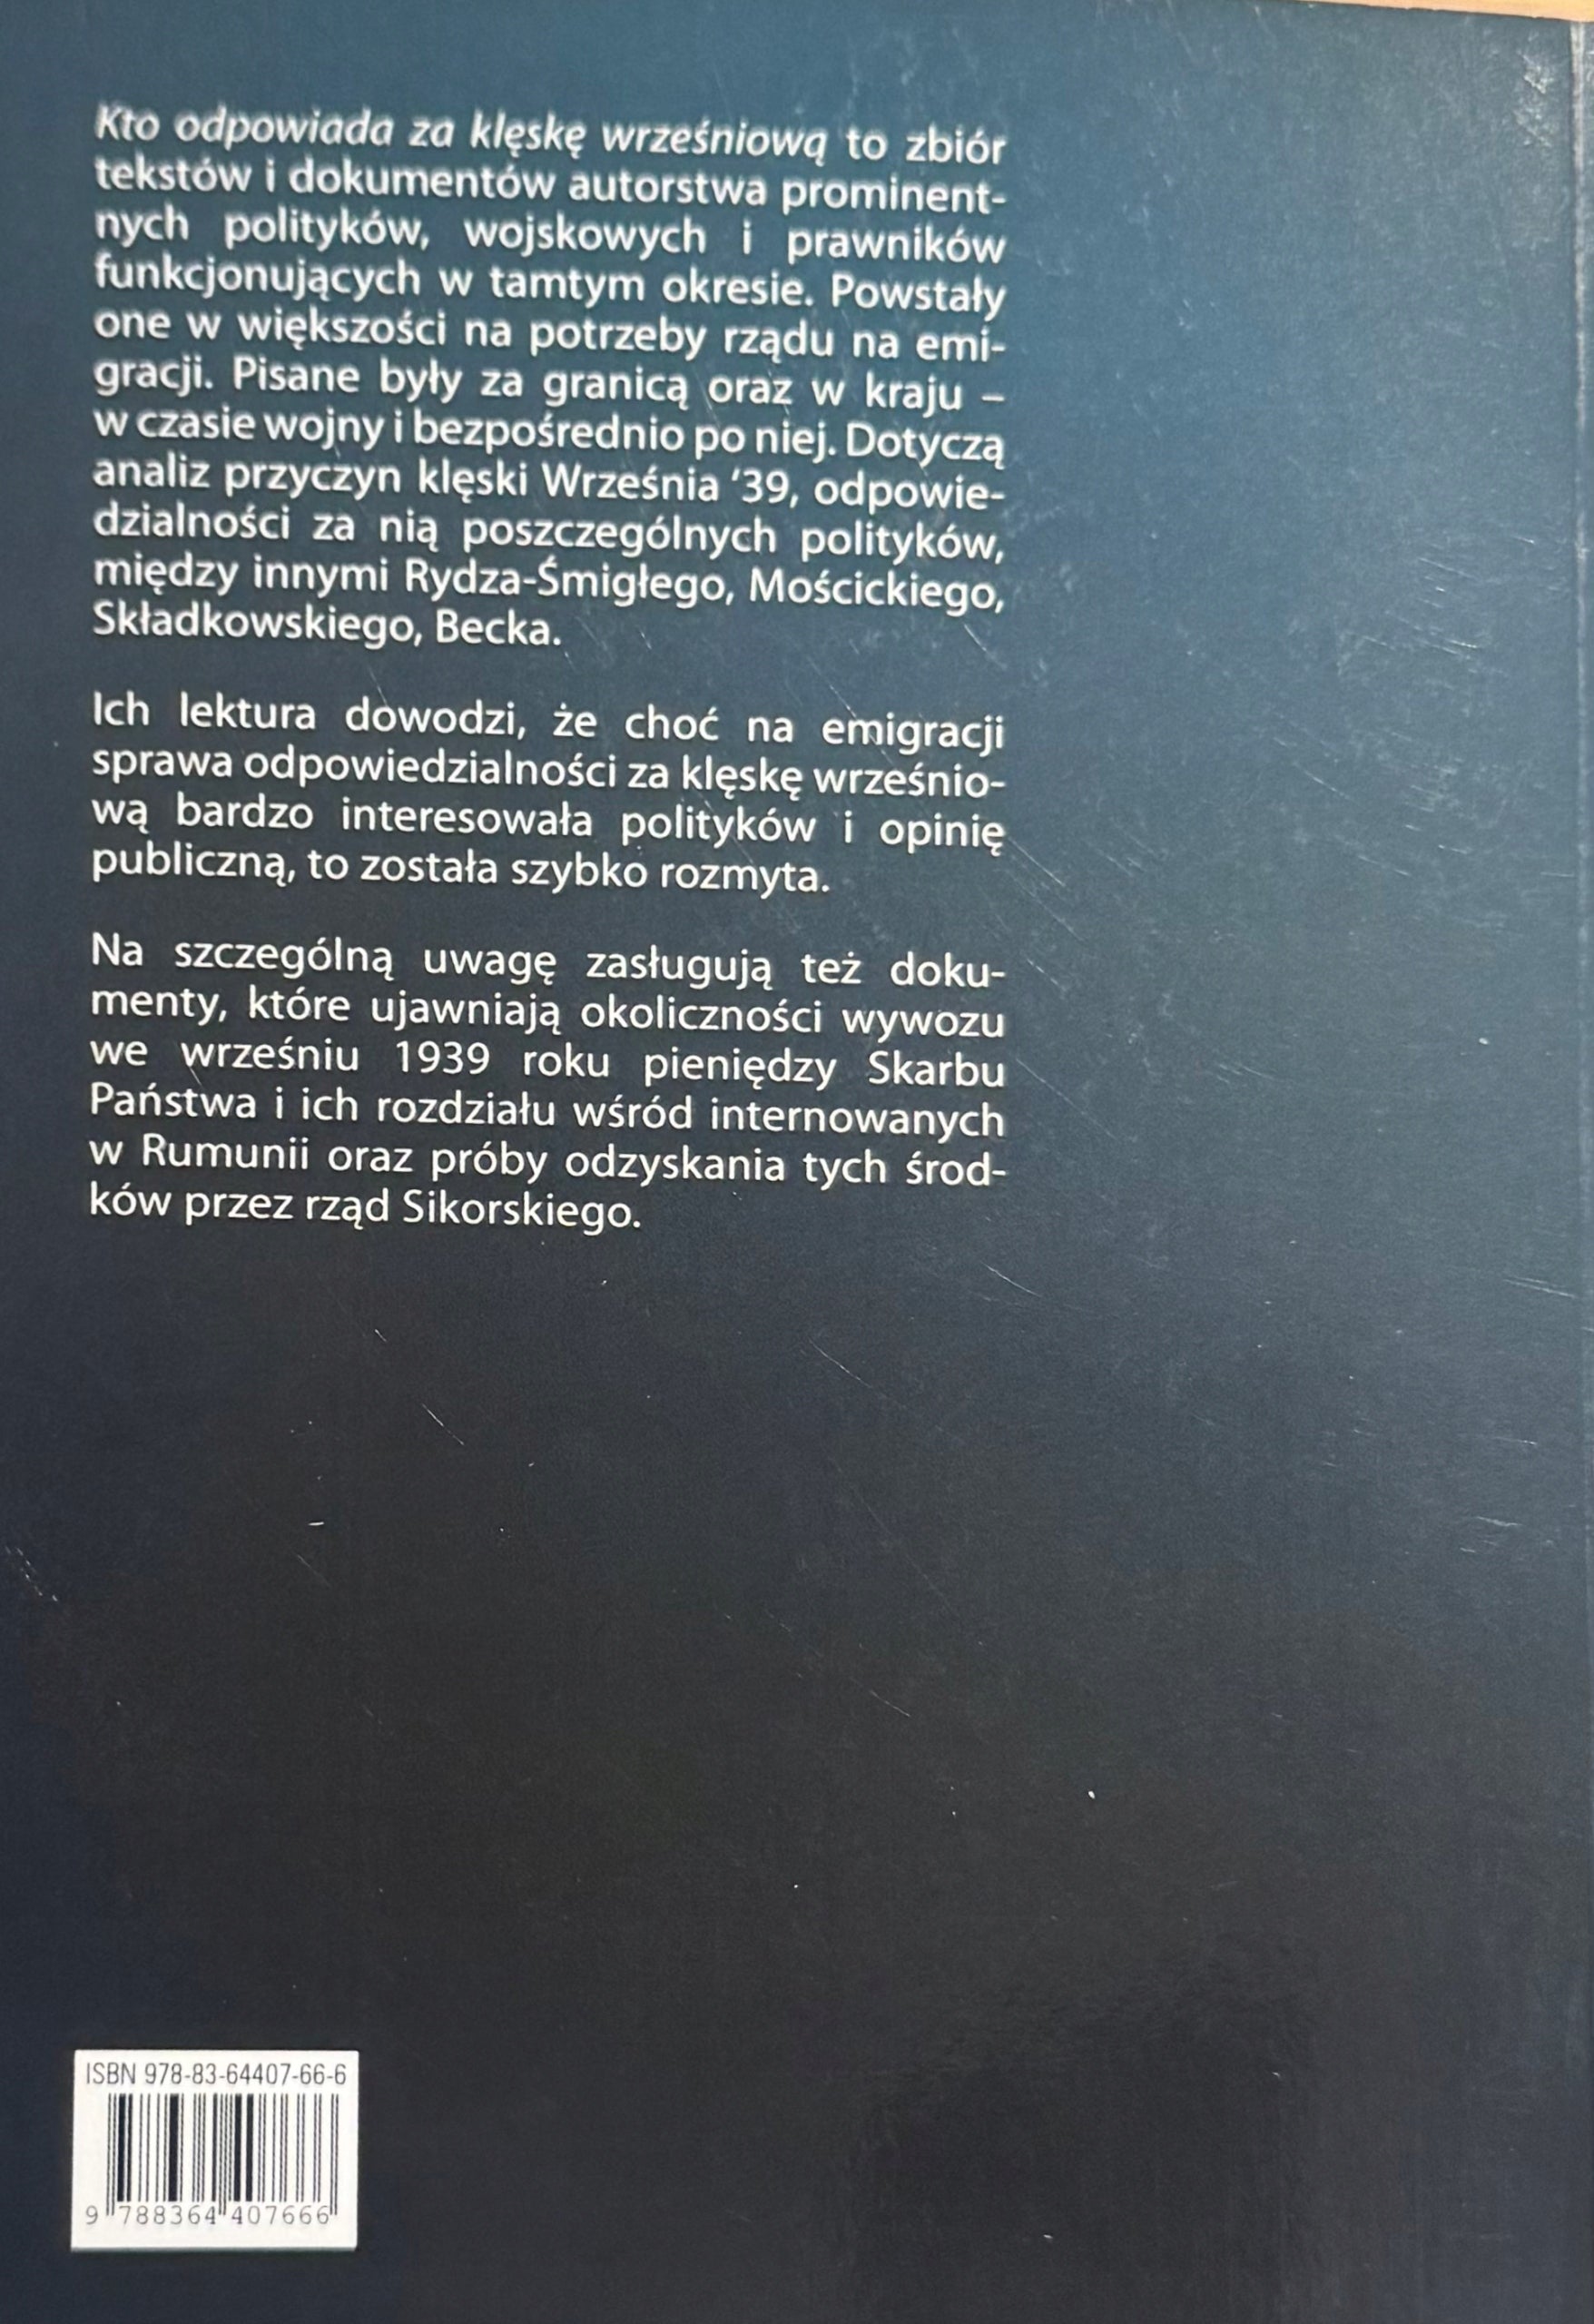 Kto odpowiada za klęskę wrześniową to zbiór
tekstów i dokumentów autorstwa prominent-
nych polityków, wojskowych i prawników
funkcjonujących w tamtym okresie. Powstały
one w większości na potrzeby rządu na emi-
gracji. Pisane były za granicą oraz w kraju –
w czasie wojny i bezpośrednio po niej. Dotyczą
analiz przyczyn klęski Września '39, odpowie-
dzialności za nią poszczególnych polityków,
między innymi Rydza-Śmigłego, Mościckiego,
Składkowskiego, Becka.
Ich lektura dowodzi, że choć na emigracji
sprawa odpowiedzialności za klęskę wrześnio-
wą bardzo interesowała polityków i opinię
publiczną, to została szybko rozmyta.
Na szczególną uwagę zasługują też doku-
menty, które ujawniają okoliczności wywozu
we wrześniu 1939 roku pieniędzy Skarbu
Państwa i ich rozdziału wśród internowanych
w Rumunii oraz próby odzyskania tych środ-
ków przez rząd Sikorskiego.
ISBN 978-83-64407-66-6
9 788364 407666